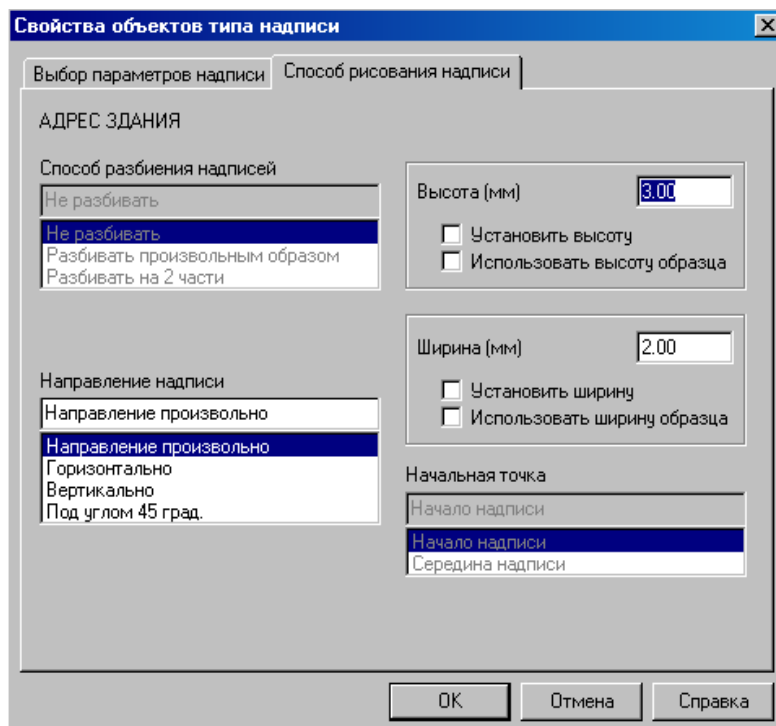 Свойства объектов типа надписи
Выбор параметров надписи
Способ рисования надписи
АДРЕС ЗДАНИЯ
Способ разбиения надписей
Не разбивать
Не разбивать
Разбивать произвольным образом
Разбивать на 2 части
Направление надписи
Направление произвольно
Направление произвольно
Горизонтально
Вертикально
Под углом 45 град.
Высота (мм)
3.00
Установить высоту
Использовать высоту образца
Ширина (мм)
2.00
Установить ширину
Использовать ширину образца
Начальная точка
Начало надписи
Начало надписи
Середина надписи
OK
Отмена
Справка